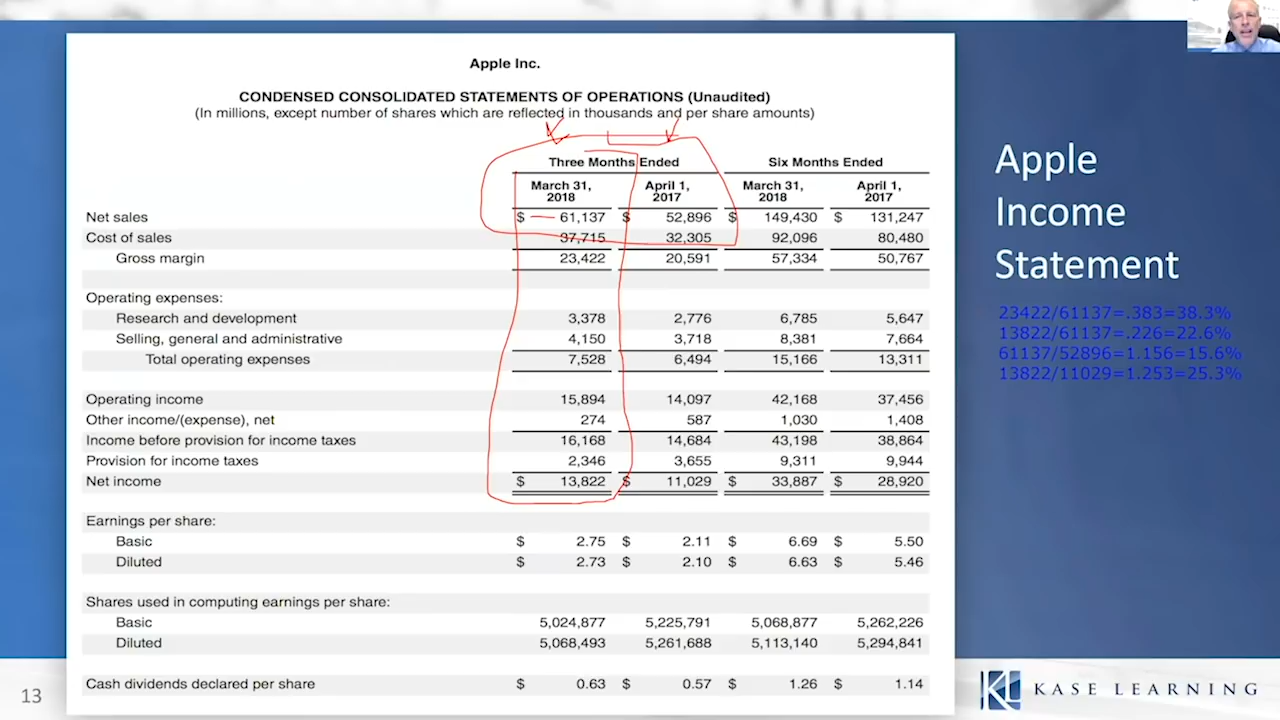 Apple Inc.
CONDENSED CONSOLIDATED STATEMENTS OF OPERATIONS (Unaudited)
(In millions, except number of shares which are reflected in thousands and per share amounts)
Three Months Ended Six Months Ended
March 31, 2018 April 1, 2017 March 31, 2018 April 1, 2017
Net sales $ 61,137 $ 52,896 $ 149,430 $ 131,247
Cost of sales 37,715 32,305 92,096 80,480
Gross margin 23,422 20,591 57,334 50,767
Operating expenses:
Research and development 3,378 2,776 6,785 5,647
Selling, general and administrative 4,150 3,718 8,381 7,664
Total operating expenses 7,528 6,494 15,166 13,311
Operating income 15,894 14,097 42,168 37,456
Other income/(expense), net 274 587 1,030 1,408
Income before provision for income taxes 16,168 14,684 43,198 38,864
Provision for income taxes 2,346 3,655 9,311 9,944
Net income $ 13,822 $ 11,029 $ 33,887 $ 28,920
Earnings per share:
Basic $ 2.75 $ 2.11 $ 6.69 $ 5.50
Diluted $ 2.73 $ 2.10 $ 6.63 $ 5.46
Shares used in computing earnings per share:
Basic 5,024,877 5,225,791 5,068,877 5,262,226
Diluted 5,068,493 5,261,688 5,113,140 5,294,841
Cash dividends declared per share $ 0.63 $ 0.57 $ 1.26 $ 1.14
Apple
Income
Statement
23422/61137=.383=38.3%
13822/61137=.226=22.6%
61137/52896=1.156=15.6%
13822/11029=1.253=25.3%
13
KL KASE LEARNING